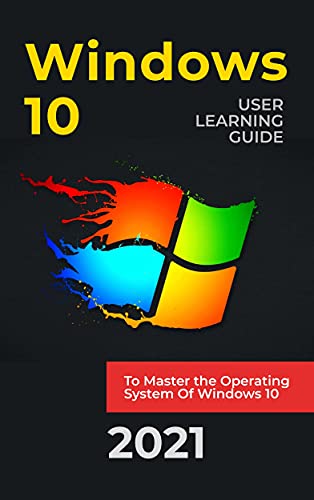 Windows
10
USER
LEARNING
GUIDE
To Master the Operating
System Of Windows 10
2021